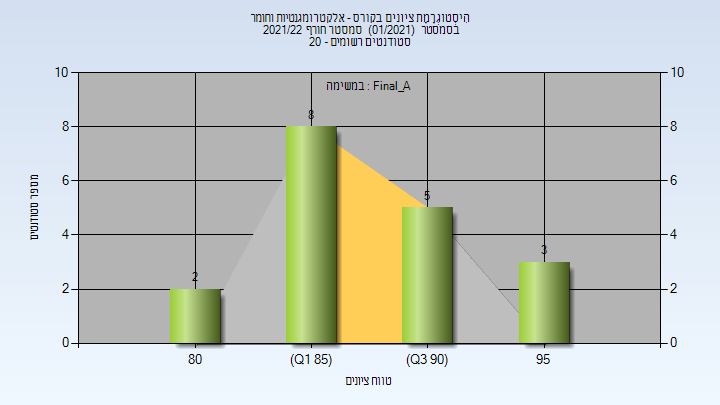 היסטוגרמת ציונים בקורס - אלקטרומגנטיות וחומר
בסמסטר (01/2021) סמסטר חורף 2021/22
סטודנטים רשומים - 20
במשימה : Final_A
10 10
8 8
6 6
4 4
2 2
0 0
2
8
5
3
80 (Q1 85) (Q3 90) 95
מספר סטודנטים
טווח ציונים